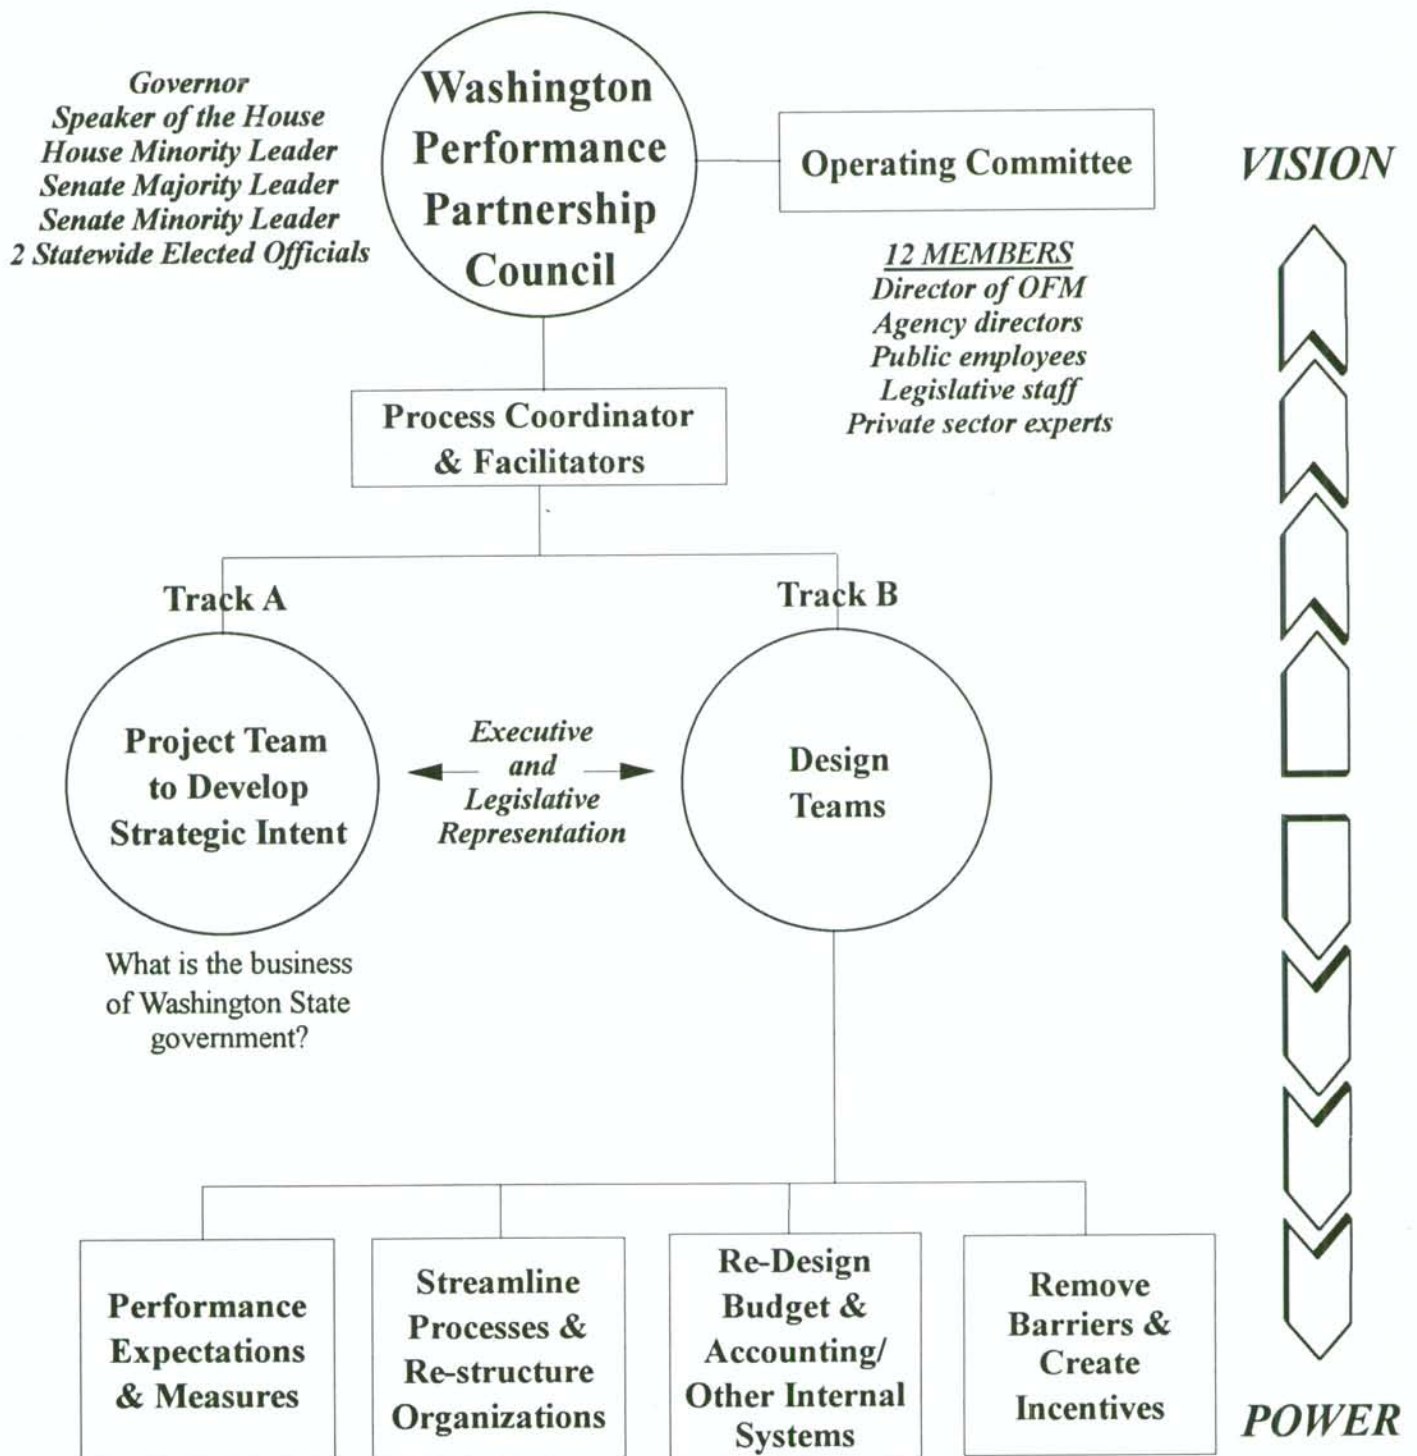 Governor
Speaker of the House
House Minority Leader
Senate Majority Leader
Senate Minority Leader
2 Statewide Elected Officials
Washington
Performance
Partnership
Council
Operating Committee
12 MEMBERS
Director of OFM
Agency directors
Public employees
Legislative staff
Private sector experts
VISION
Process Coordinator
& Facilitators
Track A
Track B
Project Team
to Develop
Strategic Intent
Executive
and
Legislative
Representation
Design
Teams
What is the business
of Washington State
government?
Performance
Expectations
& Measures
Streamline
Processes &
Re-structure
Organizations
Re-Design
Budget &
Accounting/
Other Internal
Systems
Remove
Barriers &
Create
Incentives
POWER